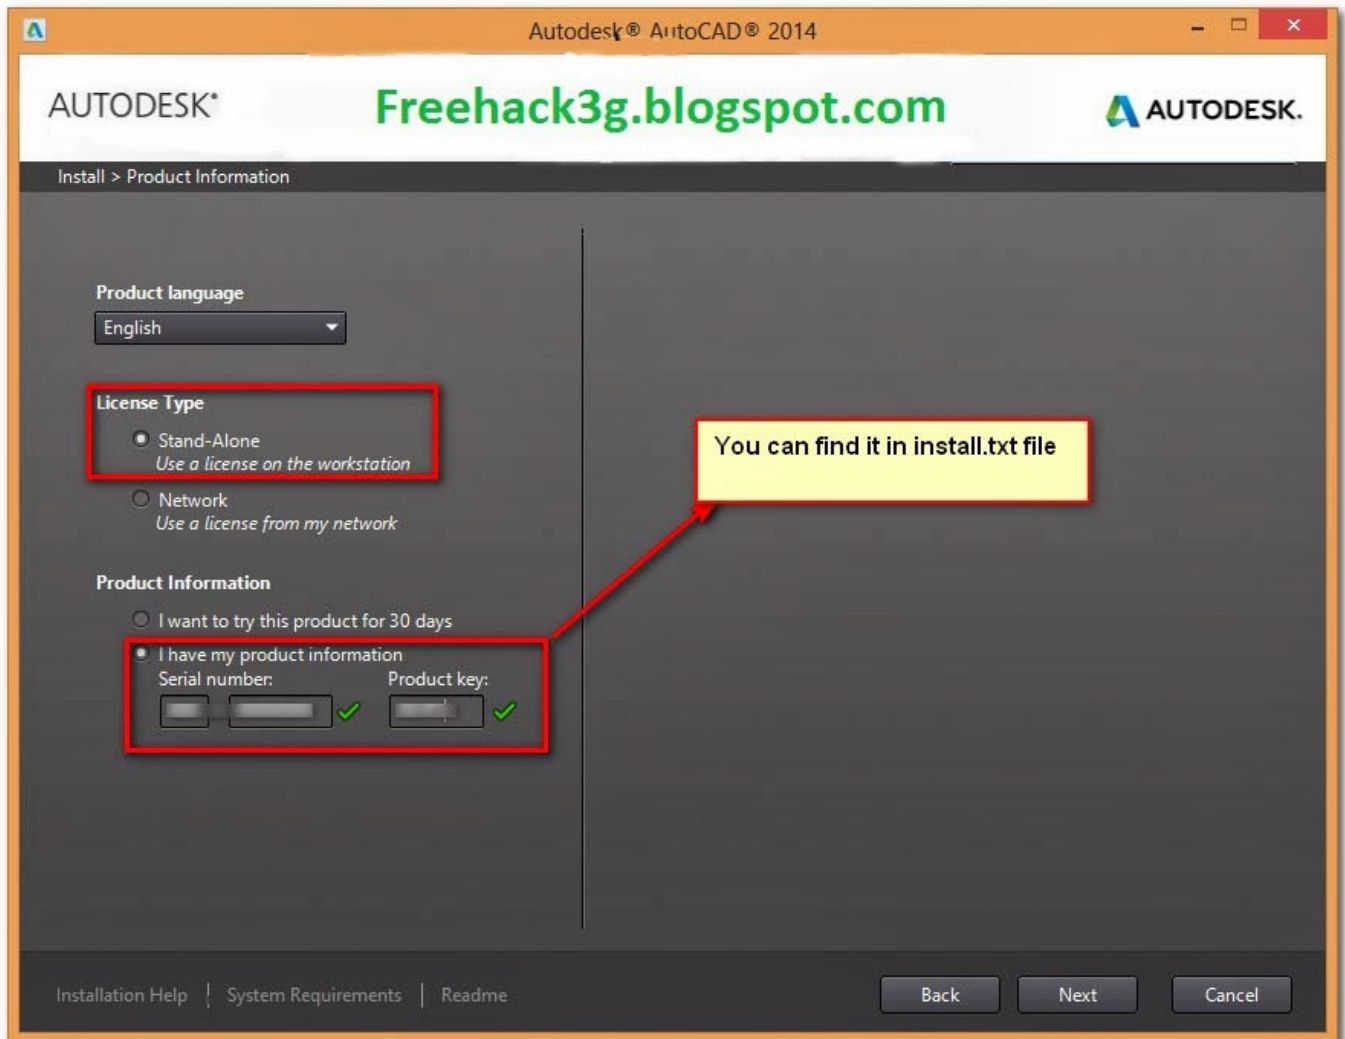 Autodesk® AutoCAD® 2014
AUTODESK®
Freehack3g.blogspot.com
AUTODESK.
Install > Product Information
Product language
English
License Type
Stand-Alone
Use a license on the workstation
Network
Use a license from my network
You can find it in install.txt file
Product Information
I want to try this product for 30 days
I have my product information
Serial number:
Product key:
Installation Help | System Requirements | Readme
Back
Next
Cancel